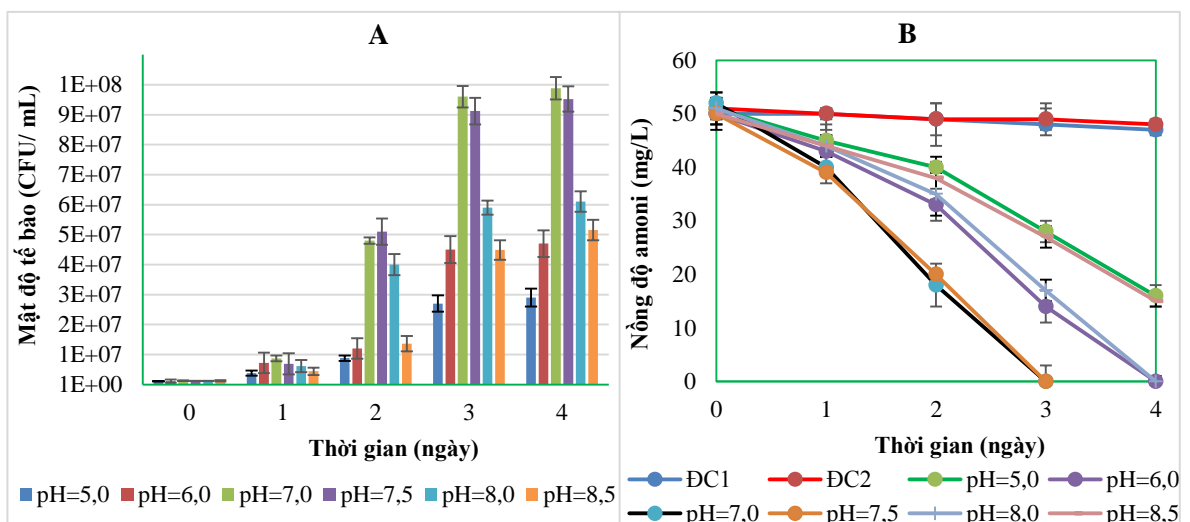 A
Mật độ tế bào (CFU/ mL)
1E+08
9E+07
8E+07
7E+07
6E+07
5E+07
4E+07
3E+07
2E+07
1E+07
1E+00
0 1 2 3 4
Thời gian (ngày)
pH=5,0 pH=6,0 pH=7,0 pH=7,5 pH=8,0 pH=8,5
B
Nồng độ amoni (mg/L)
60
50
40
30
20
10
0
0 1 2 3 4
Thời gian (ngày)
ĐC1 ĐC2 pH=5,0 pH=6,0
pH=7,0 pH=7,5 pH=8,0 pH=8,5